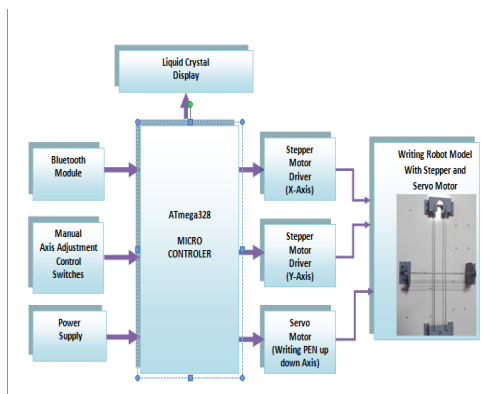 Liquid Crystal
Display
Bluetooth
Module
Manual
Axis Adjustment
Control
Switches
Power
Supply
ATmega328
MICRO
CONTROLER
Stepper
Motor
Driver
(X-Axis)
Stepper
Motor
Driver
(Y-Axis)
Servo
Motor
(Writing PEN up
down Axis)
Writing Robot Model
With Stepper and
Servo Motor